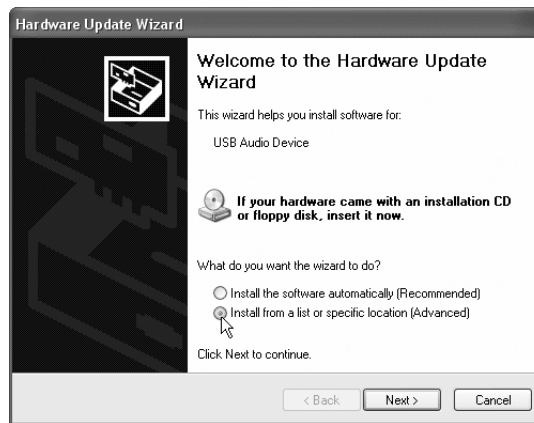 Hardware Update Wizard
Welcome to the Hardware Update
Wizard
This wizard helps you install software for:
USB Audio Device
If your hardware came with an installation CD
or floppy disk, insert it now.
What do you want the wizard to do?
Install the software automatically (Recommended)
Install from a list or specific location (Advanced)
Click Next to continue.
< Back Next > Cancel